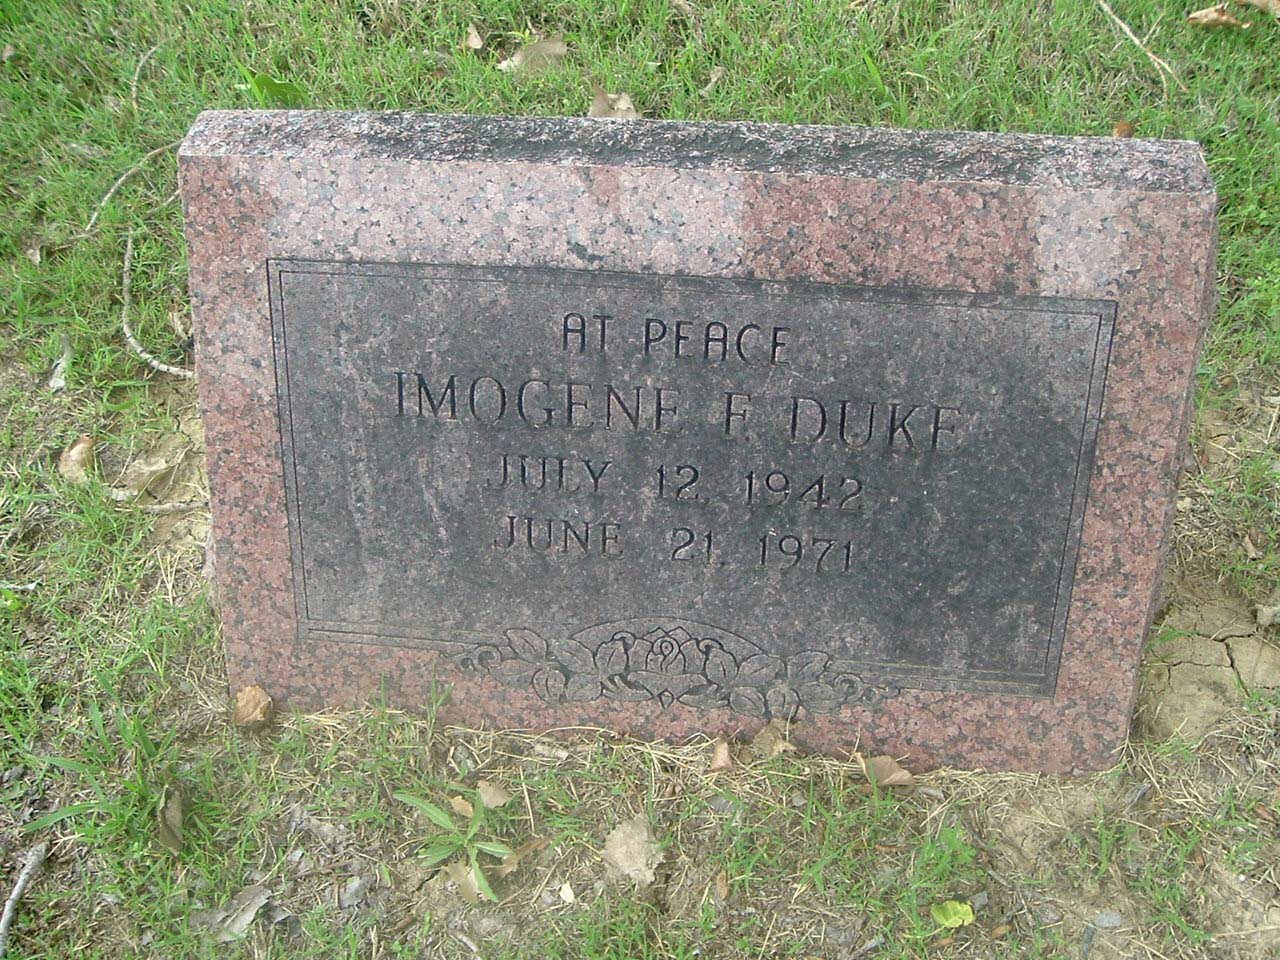 AT PEACE
IMOGENE F. DUKE
JULY 12, 1942
JUNE 21, 1971